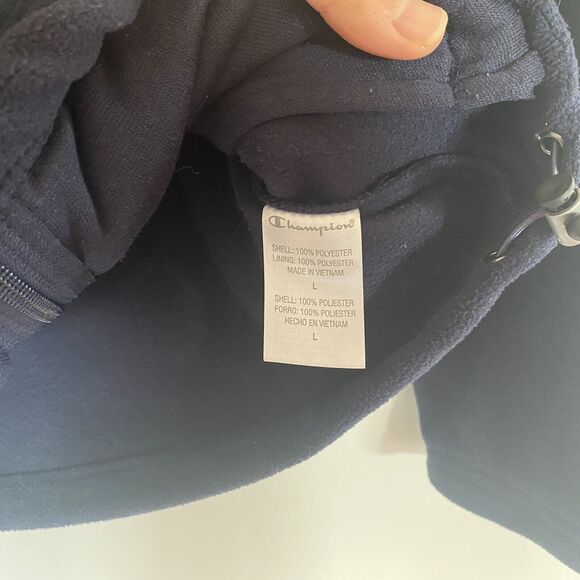 Champion®
SHELL: 100% POLYESTER
LINING: 100% POLYESTER
MADE IN VIETNAM
L
SHELL: 100% POLIESTER
FORRO: 100% POLIESTER
HECHO EN VIETNAM
L